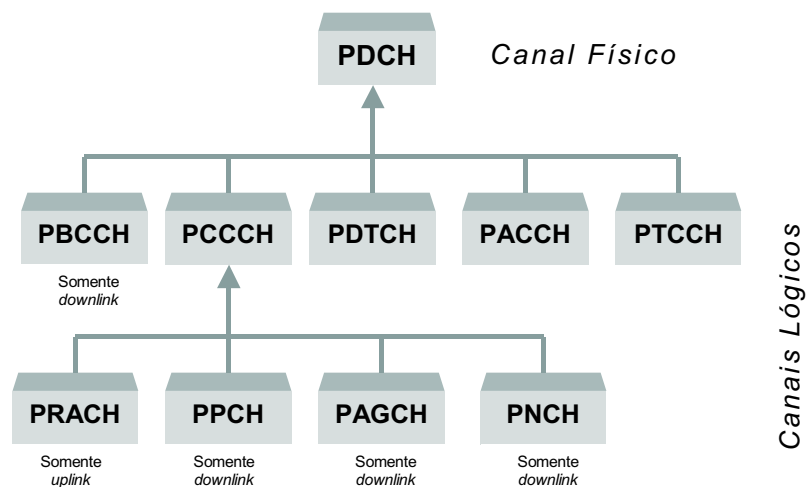 PDCH
Canal Físico
PBCCH
PCCCH
PDTCH
PACCH
PTCCH
Somente
downlink
Canais Lógicos
PRACH
PPCH
PAGCH
PNCH
Somente
uplink
Somente
downlink
Somente
downlink
Somente
downlink